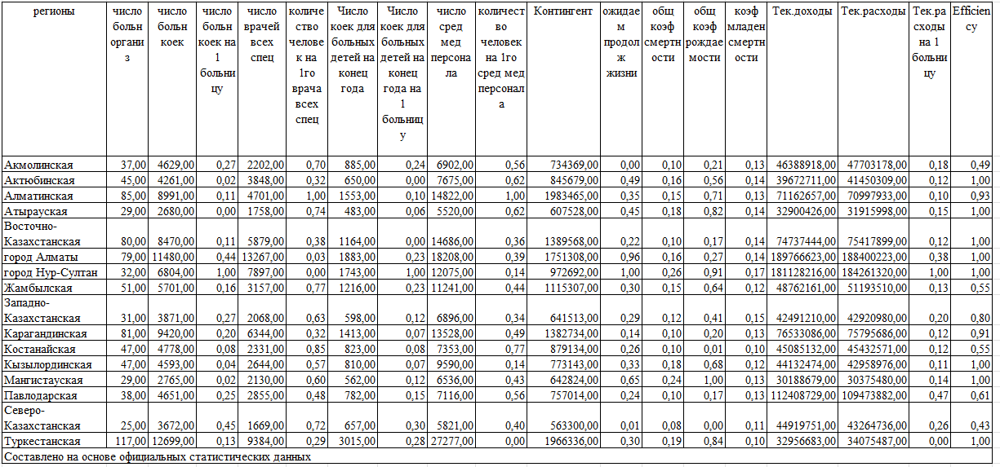 регионы число больн организ число больн коек число больн коек на 1 больницу число врачей всех спец количество человек на 1го врача всех спец Число коек для больных детей на конец года Число коек для больных детей на конец года на 1 больницу число сред мед персонала количество человек на 1го сред мед персонала Контингент ожидаем продолж жизни общ коэф смертности общ коэф рождаемости коэф младен смертности Тек.доходы Тек.расходы Тек.расходы на 1 больницу Efficiency
Акмолинская 37,00 4629,00 0,27 2202,00 0,70 885,00 0,24 6902,00 0,56 734369,00 0,00 0,10 0,21 0,13 46388918,00 47703178,00 0,18 0,49
Актюбинская 45,00 4261,00 0,02 3848,00 0,32 650,00 0,00 7675,00 0,62 845679,00 0,49 0,16 0,56 0,14 39672711,00 41450309,00 0,12 1,00
Алматинская 85,00 8991,00 0,11 4701,00 1,00 1553,00 0,10 14822,00 1,00 1983465,00 0,35 0,15 0,71 0,13 71162657,00 70997933,00 0,10 0,93
Атырауская 29,00 2680,00 0,00 1758,00 0,74 483,00 0,06 5520,00 0,62 607528,00 0,45 0,18 0,82 0,14 32900426,00 31915998,00 0,15 1,00
Восточно-
Казахстанская 80,00 8470,00 0,11 5879,00 0,38 1164,00 0,00 14686,00 0,36 1389568,00 0,22 0,10 0,17 0,14 74737444,00 75417899,00 0,12 1,00
город Алматы 79,00 11480,00 0,44 13267,00 0,03 1883,00 0,23 18208,00 0,39 1751308,00 0,96 0,16 0,27 0,14 189766623,00 188400223,00 0,38 1,00
город Нур-Султан 32,00 6804,00 1,00 7897,00 0,00 1743,00 1,00 12075,00 0,14 972692,00 1,00 0,26 0,91 0,17 181128216,00 184261320,00 1,00 1,00
Жамбылская 51,00 5701,00 0,16 3157,00 0,77 1216,00 0,23 11241,00 0,44 1115307,00 0,30 0,15 0,64 0,12 48762161,00 51193510,00 0,13 0,55
Западно-
Казахстанская 31,00 3871,00 0,27 2068,00 0,63 598,00 0,12 6896,00 0,34 641513,00 0,29 0,12 0,41 0,15 42491210,00 42920980,00 0,20 0,80
Карагандинская 81,00 9420,00 0,20 6344,00 0,32 1413,00 0,07 13528,00 0,49 1382734,00 0,14 0,10 0,20 0,13 76533086,00 75795686,00 0,12 0,91
Костанайская 47,00 4778,00 0,08 2331,00 0,85 823,00 0,08 7353,00 0,77 879134,00 0,26 0,10 0,01 0,10 45085132,00 45432571,00 0,12 0,55
Кызылординская 47,00 4593,00 0,04 2644,00 0,57 810,00 0,07 9590,00 0,14 773143,00 0,33 0,18 0,68 0,12 44132474,00 42958976,00 0,11 1,00
Мангистауская 29,00 2765,00 0,02 2130,00 0,60 562,00 0,12 6536,00 0,43 642824,00 0,65 0,24 1,00 0,13 30188679,00 30375480,00 0,14 1,00
Павлодарская 38,00 4651,00 0,25 2855,00 0,48 782,00 0,15 7116,00 0,56 757014,00 0,24 0,10 0,17 0,13 112408729,00 109473882,00 0,47 0,61
Северо-
Казахстанская 25,00 3672,00 0,45 1669,00 0,72 657,00 0,30 5821,00 0,40 563300,00 0,01 0,08 0,00 0,11 44919751,00 43264736,00 0,26 0,43
Туркестанская 117,00 12699,00 0,13 9384,00 0,29 3015,00 0,28 27277,00 0,00 1966336,00 0,30 0,19 0,84 0,10 32956683,00 34075487,00 0,00 1,00
Составлено на основе официальных статистических данных